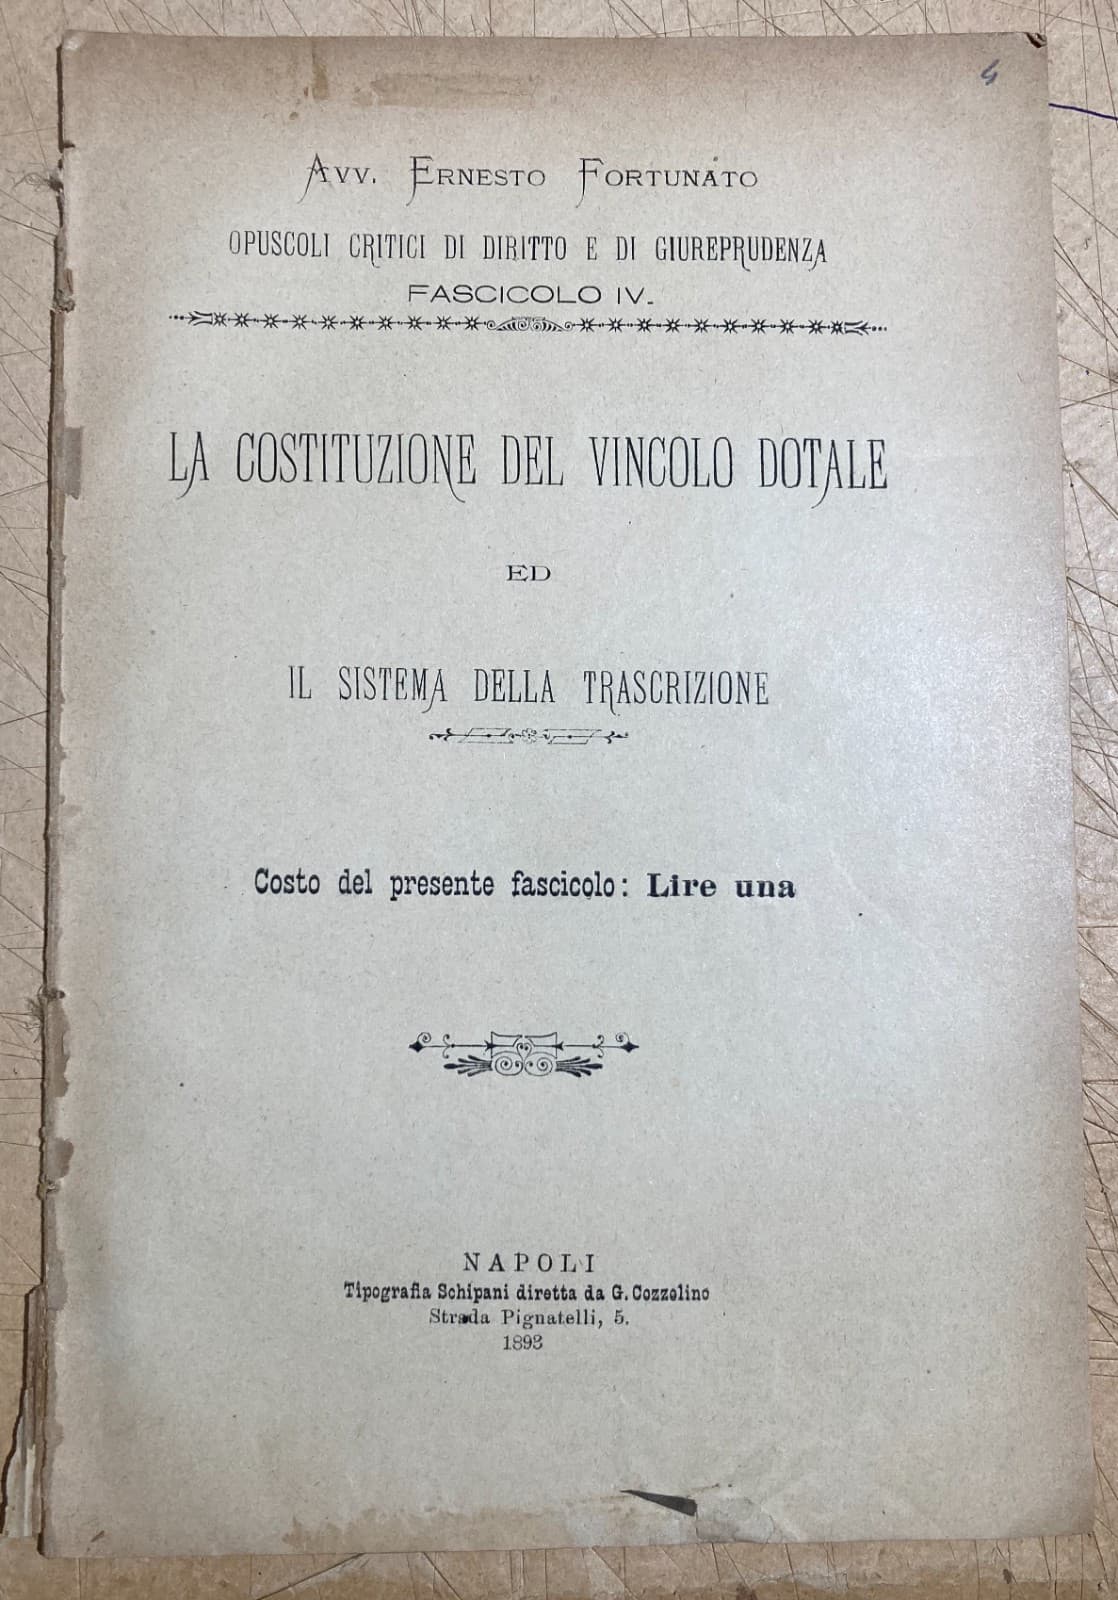 4
Avv. Ernesto Fortunato
OPUSCOLI CRITICI DI DIRITTO E DI GIUREPRUDENZA
FASCICOLO IV.
LA COSTITUZIONE DEL VINCOLO DOTALE
ED
IL SISTEMA DELLA TRASCRIZIONE
Costo del presente fascicolo: Lire una
NAPOLI
Tipografia Schipani diretta da G. Cozzolino
Strada Pignatelli, 5.
1893